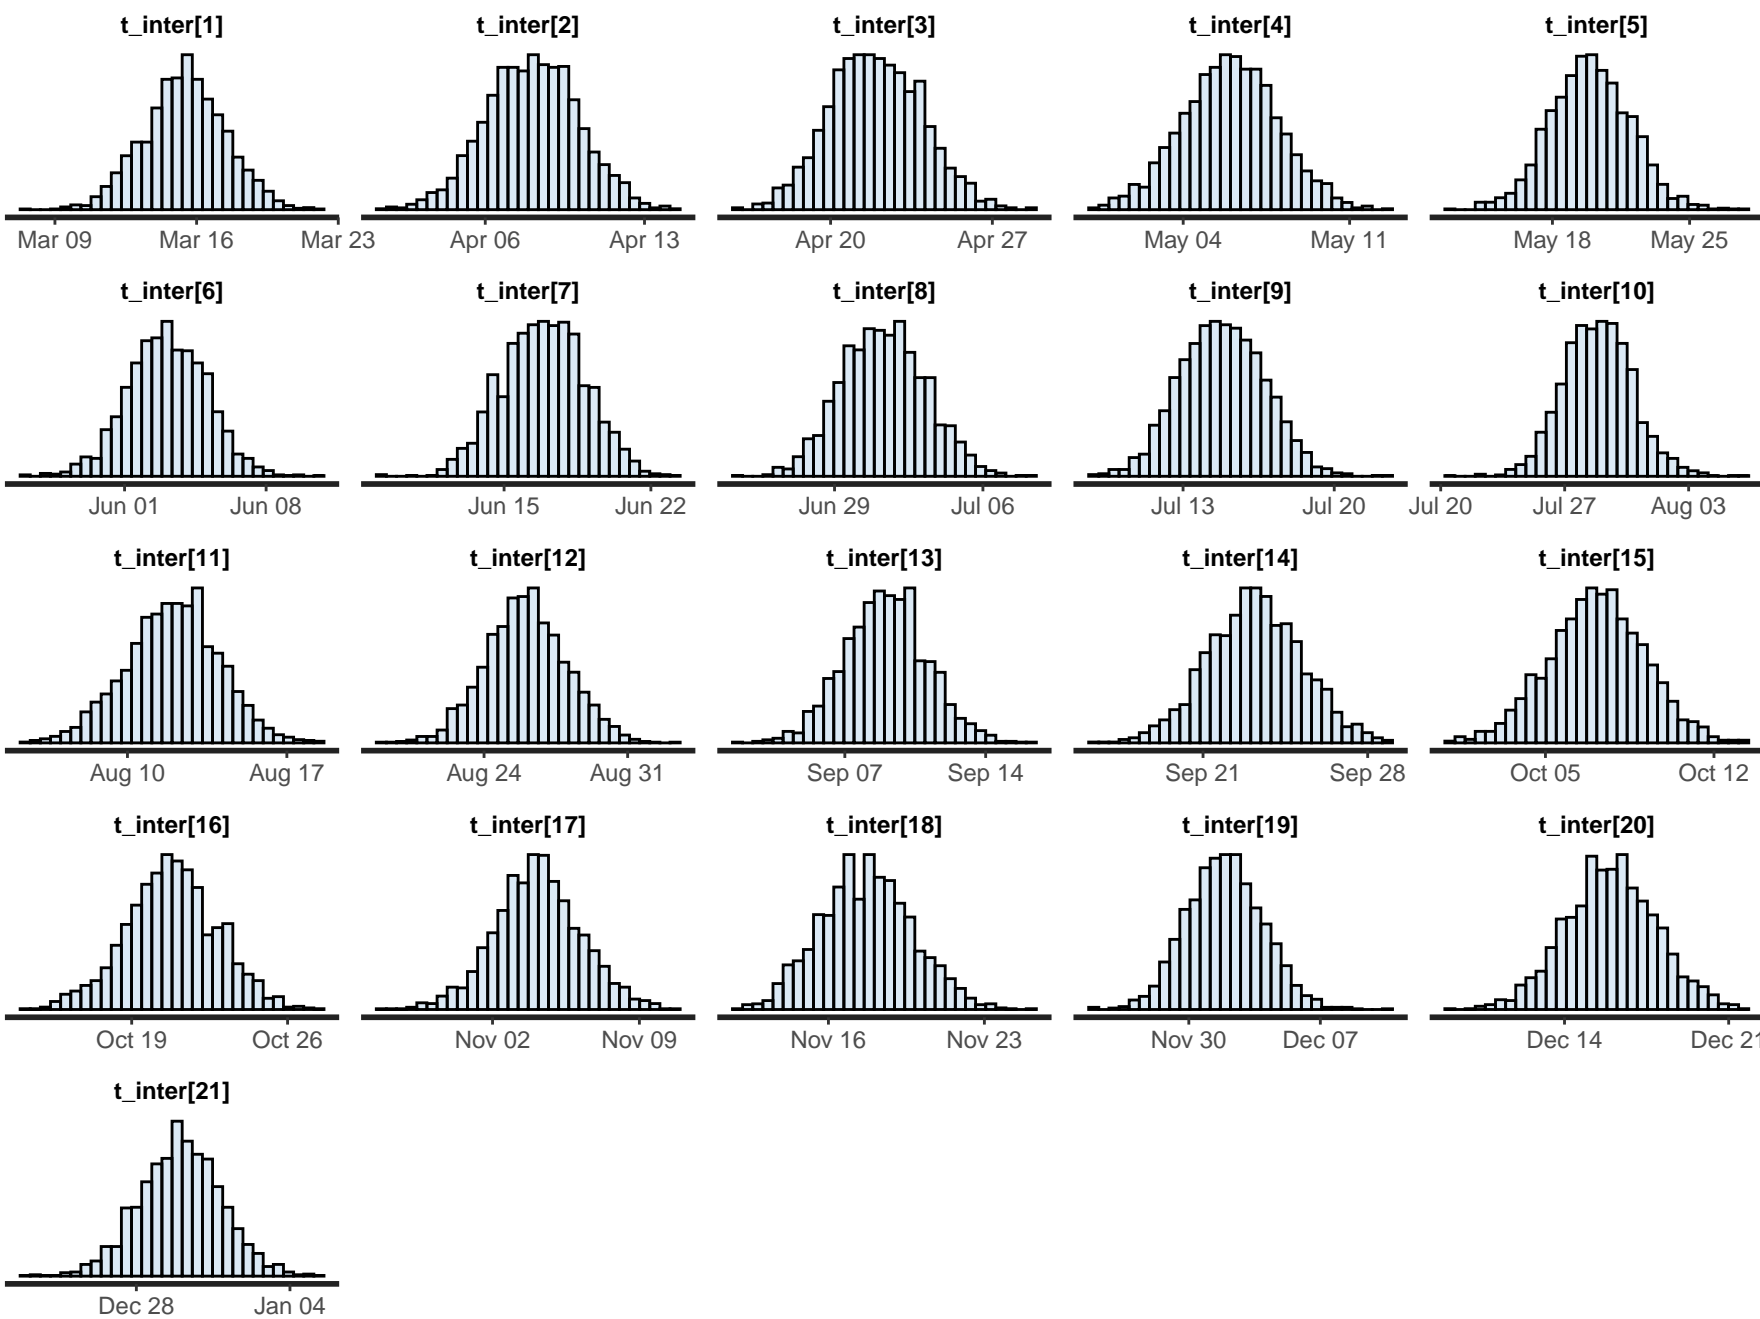 t_inter[1] t_inter[2] t_inter[3] t_inter[4] t_inter[5]
Mar 09 Mar 16 Mar 23 Apr 06 Apr 13 Apr 20 Apr 27 May 04 May 11 May 18 May 25
t_inter[6] t_inter[7] t_inter[8] t_inter[9] t_inter[10]
Jun 01 Jun 08 Jun 15 Jun 22 Jun 29 Jul 06 Jul 13 Jul 20 Jul 20 Jul 27 Aug 03
t_inter[11] t_inter[12] t_inter[13] t_inter[14] t_inter[15]
Aug 10 Aug 17 Aug 24 Aug 31 Sep 07 Sep 14 Sep 21 Sep 28 Oct 05 Oct 12
t_inter[16] t_inter[17] t_inter[18] t_inter[19] t_inter[20]
Oct 19 Oct 26 Nov 02 Nov 09 Nov 16 Nov 23 Nov 30 Dec 07 Dec 14 Dec 21
t_inter[21]
Dec 28 Jan 04